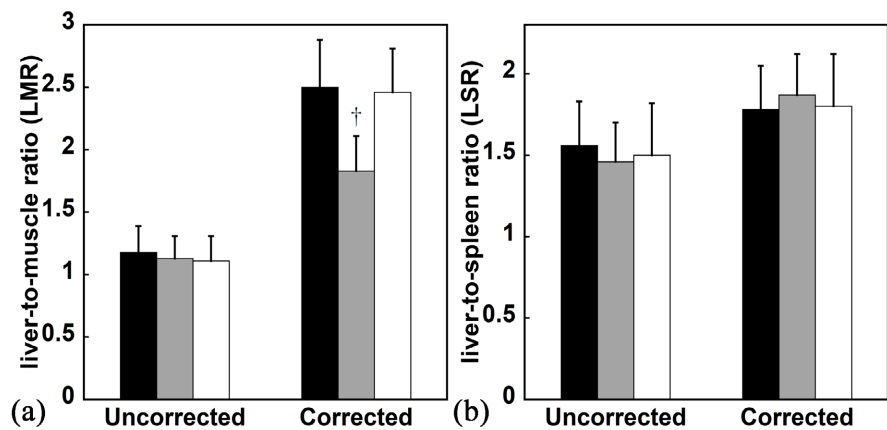 liver-to-muscle ratio (LMR)
3
2.5
2
1.5
1
0.5
0
†
Uncorrected Corrected
(a)
liver-to-spleen ratio (LSR)
2
1.5
1
0.5
0
Uncorrected Corrected
(b)